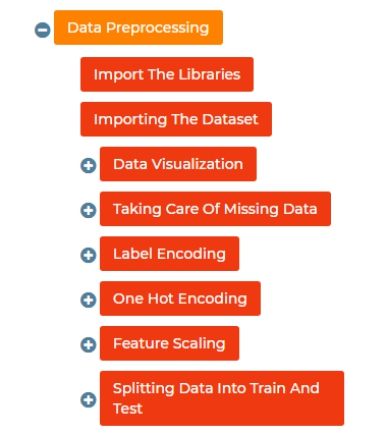 Data Preprocessing
Import The Libraries
Importing The Dataset
Data Visualization
Taking Care Of Missing Data
Label Encoding
One Hot Encoding
Feature Scaling
Splitting Data Into Train And
Test